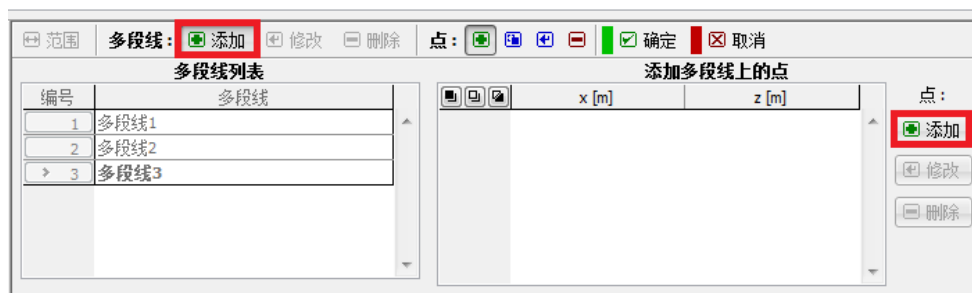 范围 多段线: 添加 修改 删除 点: 确定 取消
多段线列表 添加多段线上的点
编号 多段线 x [m] z [m] 点:
1 多段线1
添加
2 多段线2
3 多段线3
修改
删除